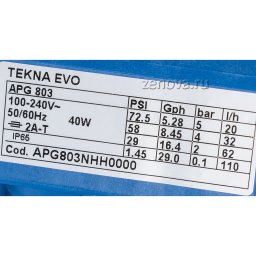 zenova.ru
TEKNA EVO
APG 803
100-240V~
50/60Hz 40W
2A-T
IP65
Cod. APG803NHH0000
PSI Gph bar l/h
72.5 5.28 5 20
58 8.45 4 32
29 16.4 2 62
1.45 29.0 0.1 110